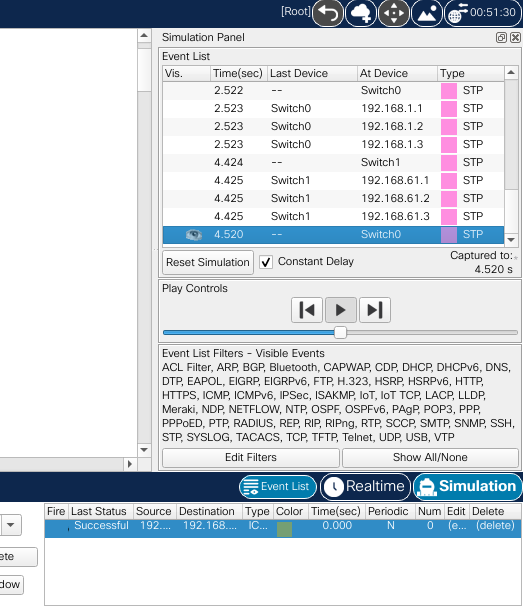 [Root] 00:51:30
Simulation Panel
Event List
Vis. Time(sec) Last Device At Device Type
2.522 -- Switch0 STP
2.523 Switch0 192.168.1.1 STP
2.523 Switch0 192.168.1.2 STP
2.523 Switch0 192.168.1.3 STP
4.424 -- Switch1 STP
4.425 Switch1 192.168.61.1 STP
4.425 Switch1 192.168.61.2 STP
4.425 Switch1 192.168.61.3 STP
4.520 -- Switch0 STP
Reset Simulation Constant Delay Captured to:
4.520 s
Play Controls
Event List Filters - Visible Events
ACL Filter, ARP, BGP, Bluetooth, CAPWAP, CDP, DHCP, DHCPv6, DNS,
DTP, EAPOL, EIGRP, EIGRPv6, FTP, H.323, HSRP, HSRPv6, HTTP,
HTTPS, ICMP, ICMPv6, IPSec, ISAKMP, IoT, IoT TCP, LACP, LLDP,
Meraki, NDP, NETFLOW, NTP, OSPF, OSPFv6, PAgP, POP3, PPP,
PPPoED, PTP, RADIUS, REP, RIP, RIPng, RTP, SCCP, SMTP, SNMP, SSH,
STP, SYSLOG, TACACS, TCP, TFTP, Telnet, UDP, USB, VTP
Edit Filters Show All/None
Event List Realtime Simulation
Fire Last Status Source Destination Type Color Time(sec) Periodic Num Edit Delete
Successful 192.... 192.168.... IC... 0.000 N 0 (e... (delete)
ete
dow